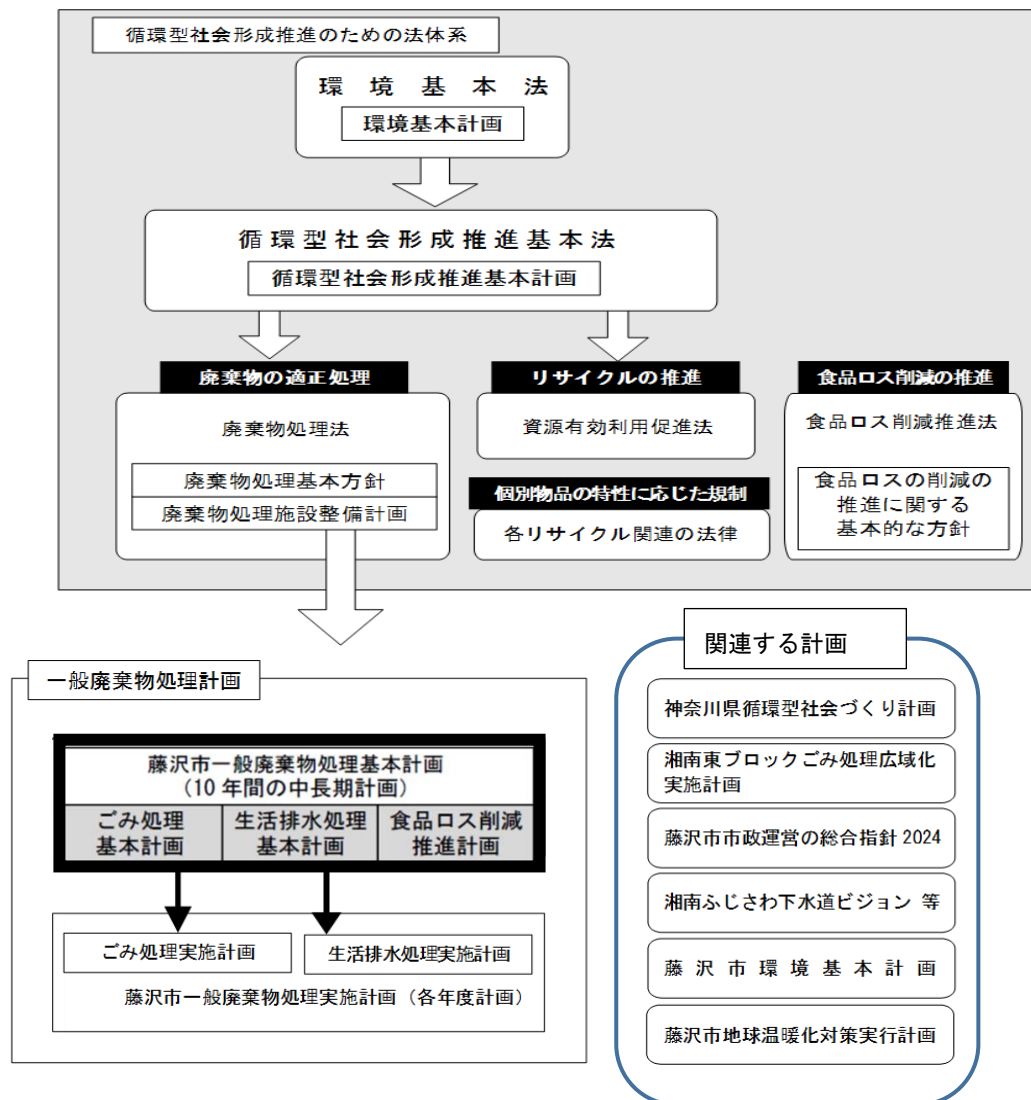 循環型社会形成推進のための法体系
環境基本法
環境基本計画
循環型社会形成推進基本法
循環型社会形成推進基本計画
廃棄物の適正処理
廃棄物処理法
廃棄物処理基本方針
廃棄物処理施設整備計画
リサイクルの推進
資源有効利用促進法
個別物品の特性に応じた規制
各リサイクル関連の法律
食品ロス削減の推進
食品ロス削減推進法
食品ロスの削減の
推進に関する
基本的な方針
一般廃棄物処理計画
藤沢市一般廃棄物処理基本計画
(10年間の中長期計画)
ごみ処理
基本計画
生活排水処理
基本計画
食品ロス削減
推進計画
ごみ処理実施計画
生活排水処理実施計画
藤沢市一般廃棄物処理実施計画(各年度計画)
関連する計画
神奈川県循環型社会づくり計画
湘南東ブロックごみ処理広域化
実施計画
藤沢市市政運営の総合指針2024
湘南ふじさわ下水道ビジョン 等
藤沢市環境基本計画
藤沢市地球温暖化対策実行計画